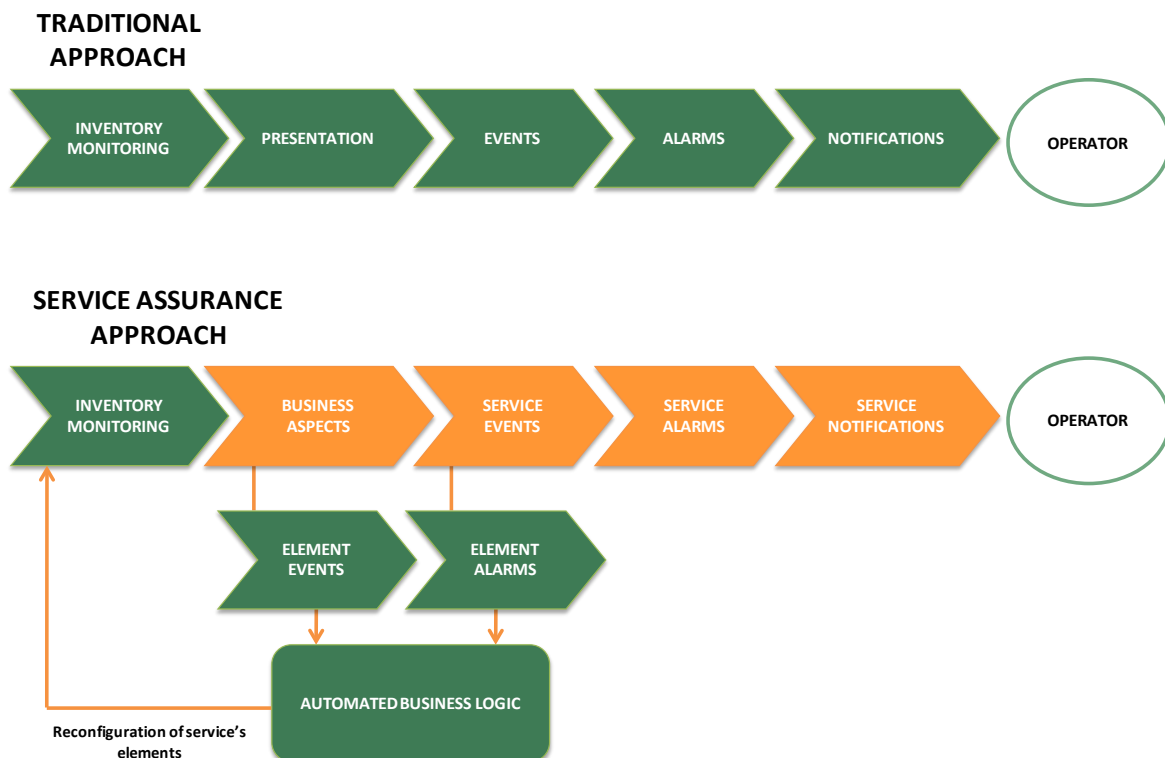 TRADITIONAL
APPROACH
INVENTORY
MONITORING
PRESENTATION
EVENTS
ALARMS
NOTIFICATIONS
OPERATOR
SERVICE ASSURANCE
APPROACH
INVENTORY
MONITORING
BUSINESS
ASPECTS
SERVICE
EVENTS
SERVICE
ALARMS
SERVICE
NOTIFICATIONS
OPERATOR
ELEMENT
EVENTS
ELEMENT
ALARMS
AUTOMATED BUSINESS LOGIC
Reconfiguration of service's
elements